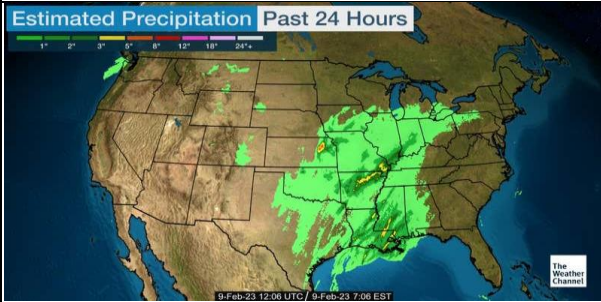 Estimated Precipitation Past 24 Hours
1" 2" 3" 5" 8" 12" 18" 24"+
The
Weather
Channel
9-Feb-23 12:06 UTC / 9-Feb-23 7:06 EST